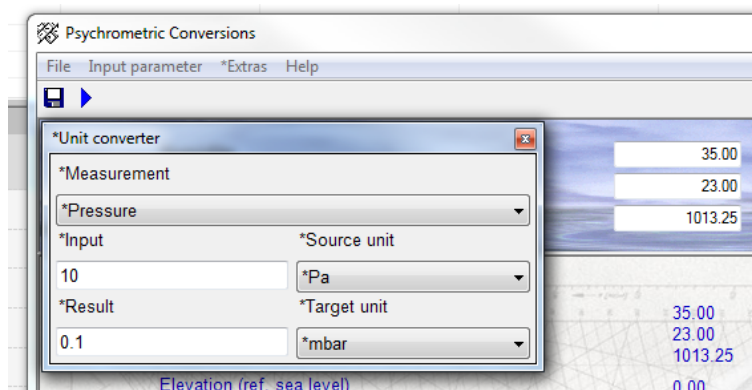 Psychrometric Conversions
File Input parameter *Extras Help
*Unit converter
*Measurement
*Pressure
*Input *Source unit
10 *Pa
*Result *Target unit
0.1 *mbar
35.00
23.00
1013.25
35.00
23.00
1013.25
Elevation (ref. sea level) 0.00